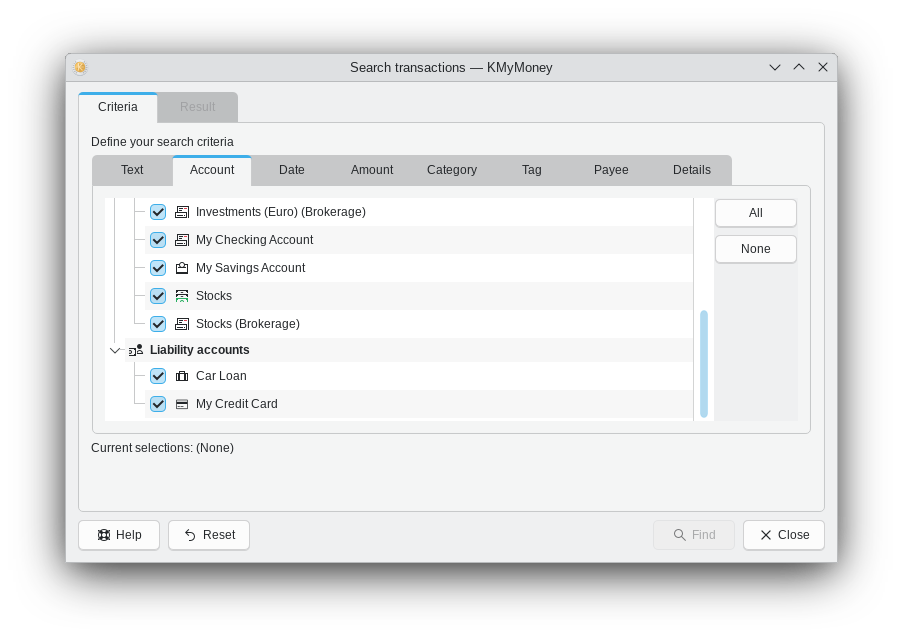 Search transactions — KMyMoney
Criteria Result
Define your search criteria
Text Account Date Amount Category Tag Payee Details
Investments (Euro) (Brokerage)
All
My Checking Account
None
My Savings Account
Stocks
Stocks (Brokerage)
Liability accounts
Car Loan
My Credit Card
Current selections: (None)
Help Reset Find Close